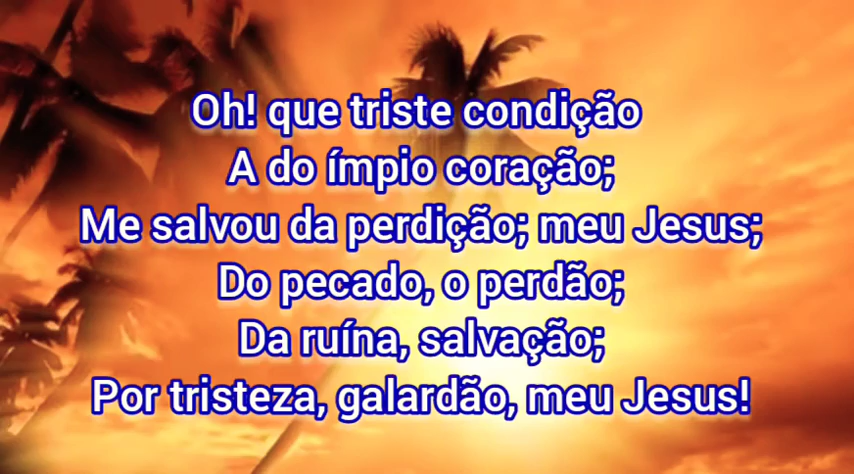 Oh! que triste condição
A do ímpio coração;
Me salvou da perdição; meu Jesus;
Do pecado, o perdão;
Da ruína, salvação;
Por tristeza, galardão, meu Jesus!